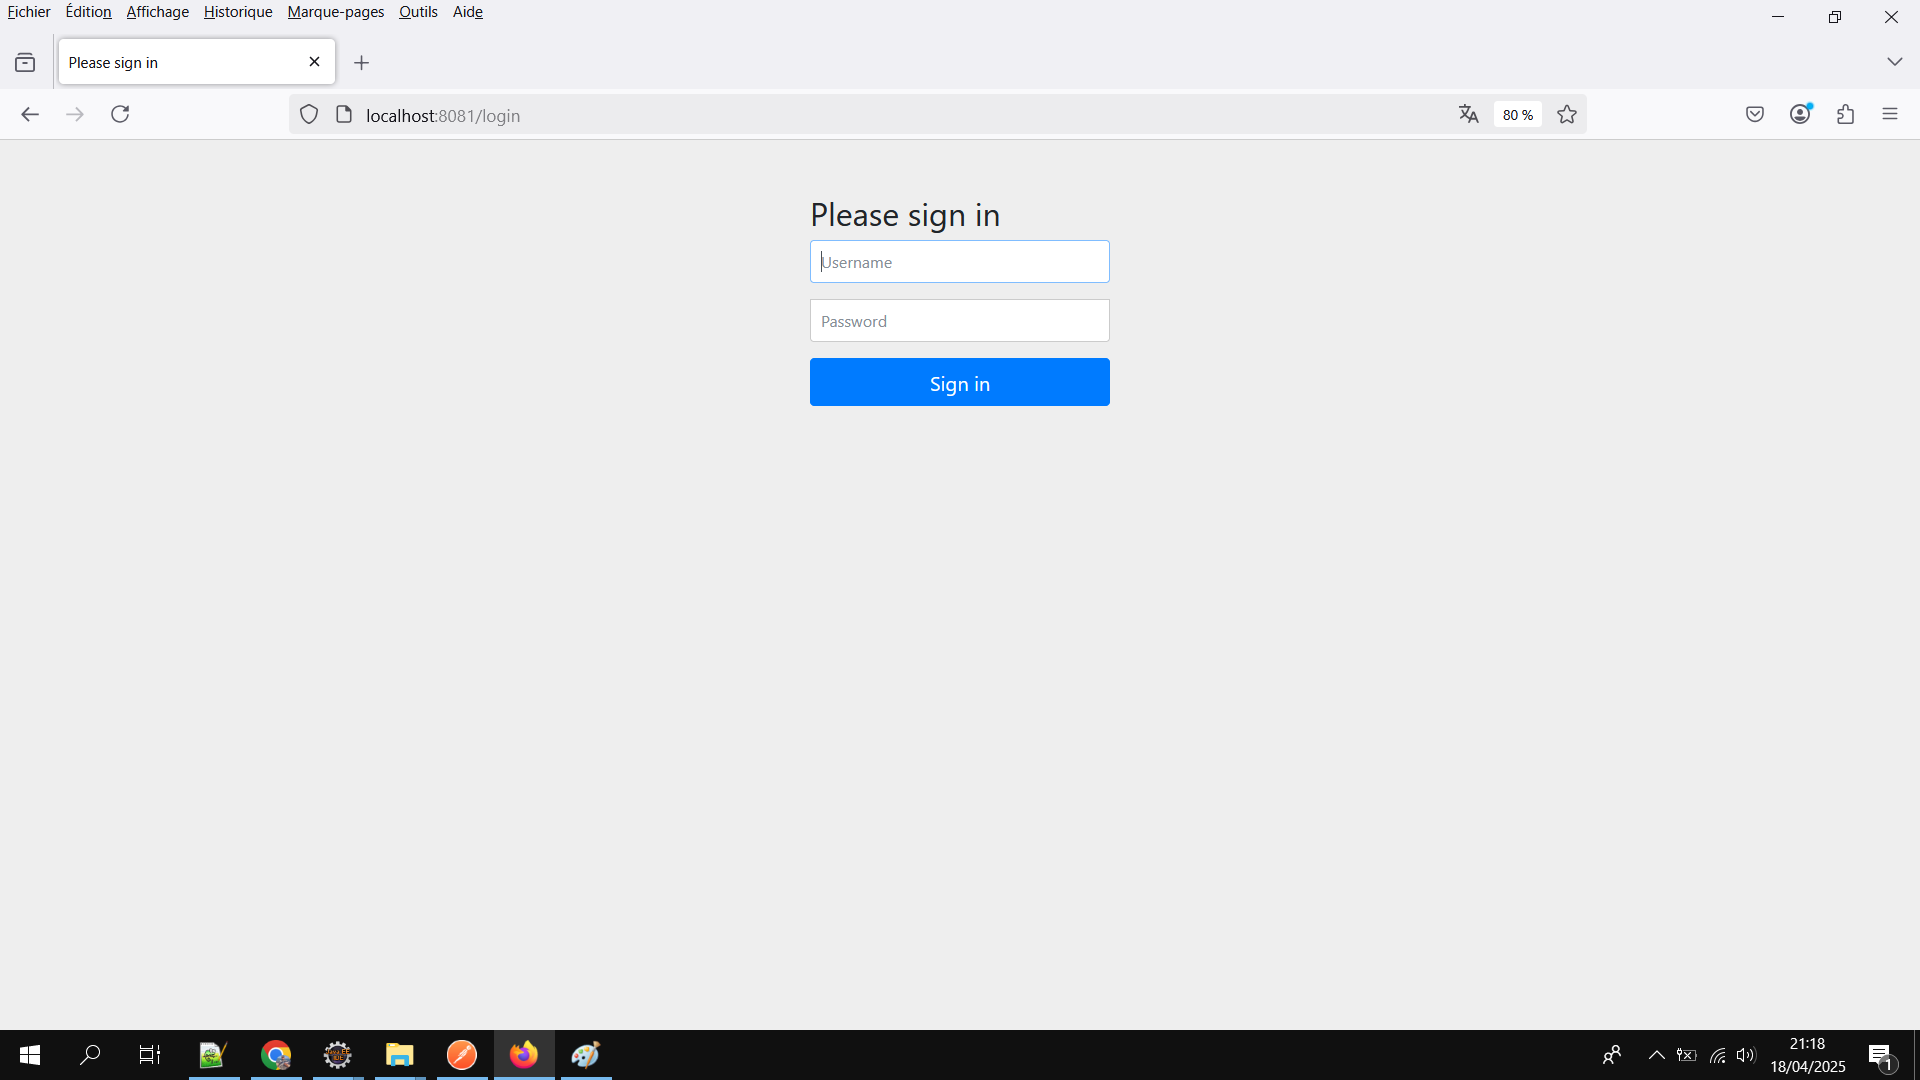 Fichier Édition Affichage Historique Marque-pages Outils Aide
Please sign in
localhost:8081/login
80 %
Please sign in
Username
Password
Sign in
21:18
18/04/2025
1